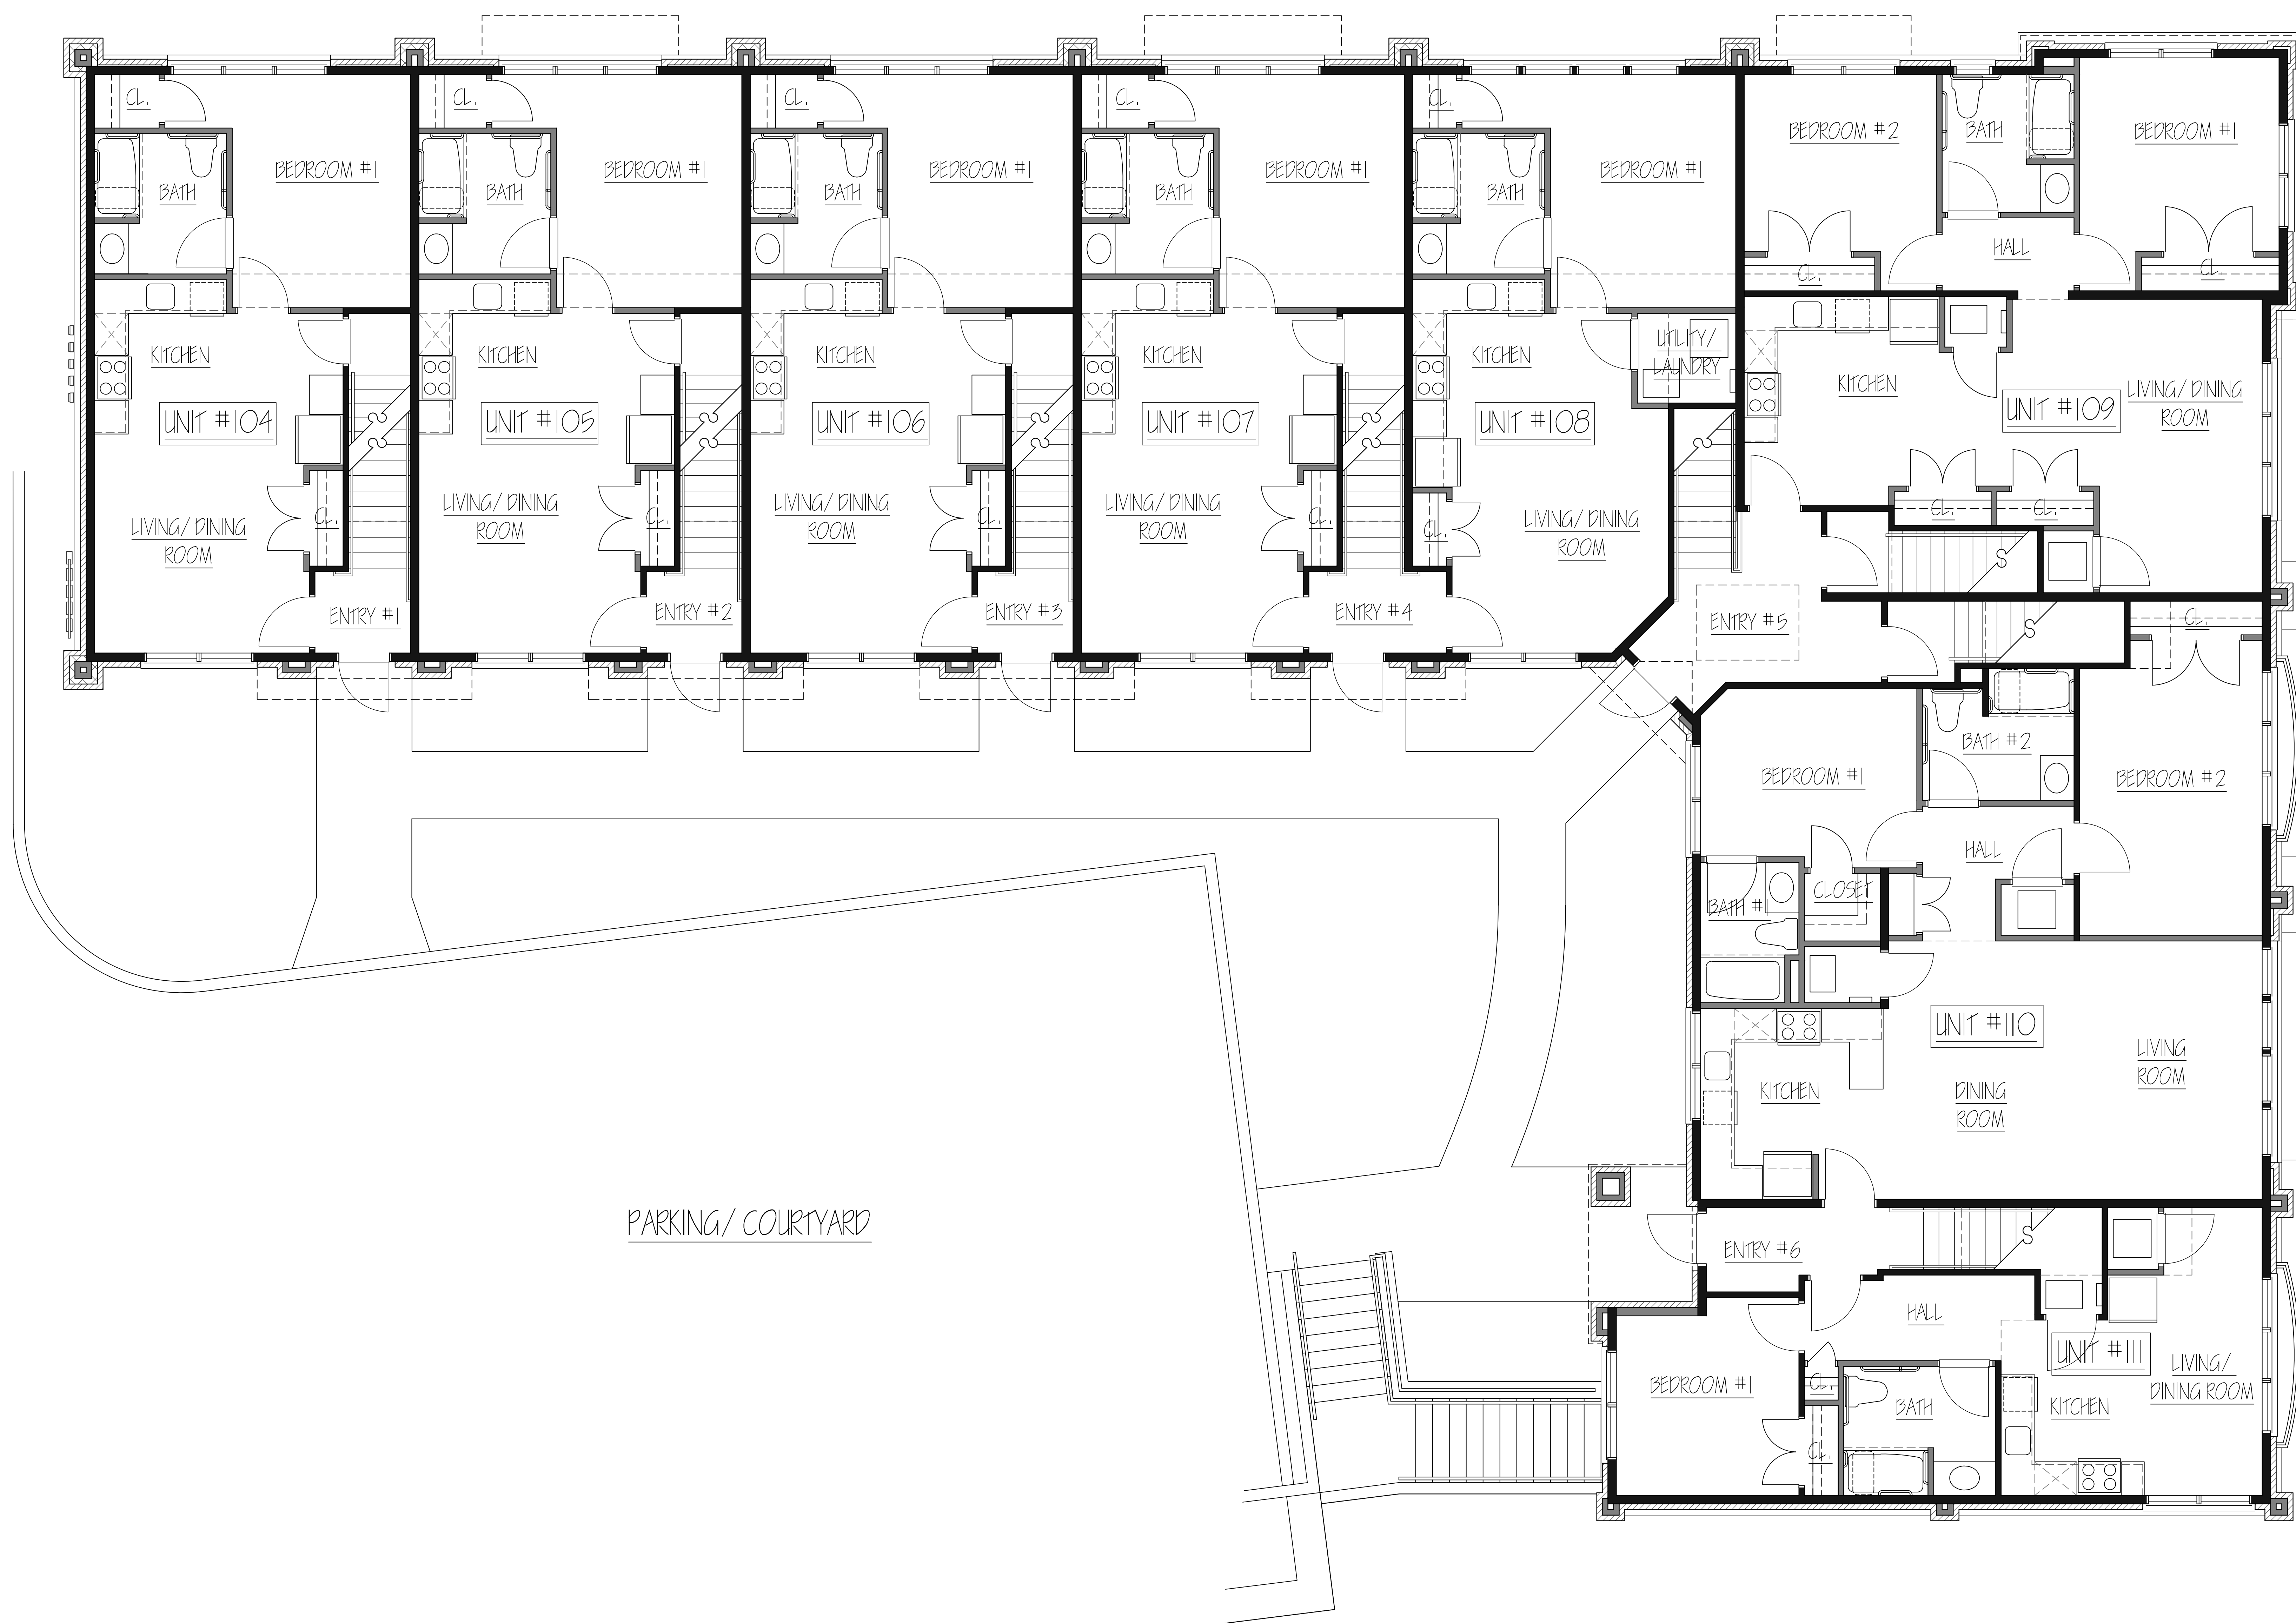 CL.
BATH
BEDROOM #1
KITCHEN
UNIT #104
LIVING/ DINING
ROOM
CL.
ENTRY #1
CL.
BATH
BEDROOM #1
KITCHEN
UNIT #105
LIVING/ DINING
ROOM
CL.
ENTRY #2
CL.
BATH
BEDROOM #1
KITCHEN
UNIT #106
LIVING/ DINING
ROOM
CL.
ENTRY #3
CL.
BATH
BEDROOM #1
KITCHEN
UNIT #107
LIVING/ DINING
ROOM
CL.
ENTRY #4
CL.
BATH
BEDROOM #1
KITCHEN
UTILITY/
LAUNDRY
UNIT #108
CL.
LIVING/ DINING
ROOM
BEDROOM #2
BATH
BEDROOM #1
HALL
CL.
CL.
KITCHEN
UNIT #109
LIVING/ DINING
ROOM
CL.
CL.
ENTRY #5
CL.
BEDROOM #1
BATH #2
BEDROOM #2
HALL
CLOSET
BATH #1
UNIT #110
KITCHEN
DINING
ROOM
LIVING
ROOM
ENTRY #6
HALL
UNIT #111
LIVING/
DINING ROOM
BEDROOM #1
CL.
BATH
KITCHEN
CL.
PARKING/ COURTYARD